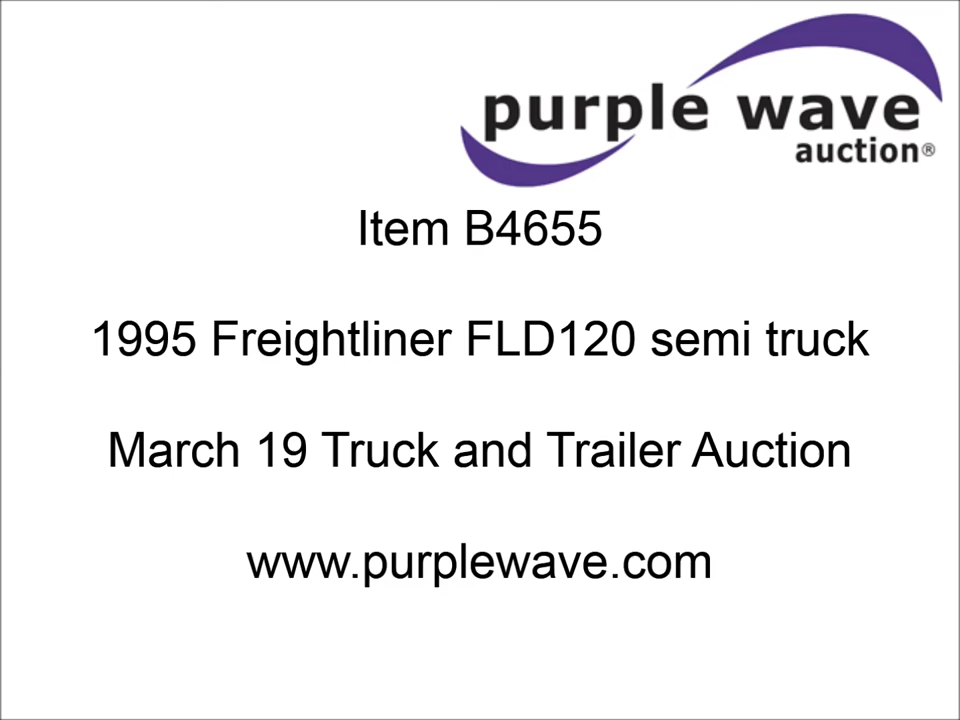 purple wave
auction®
Item B4655
1995 Freightliner FLD120 semi truck
March 19 Truck and Trailer Auction
www.purplewave.com